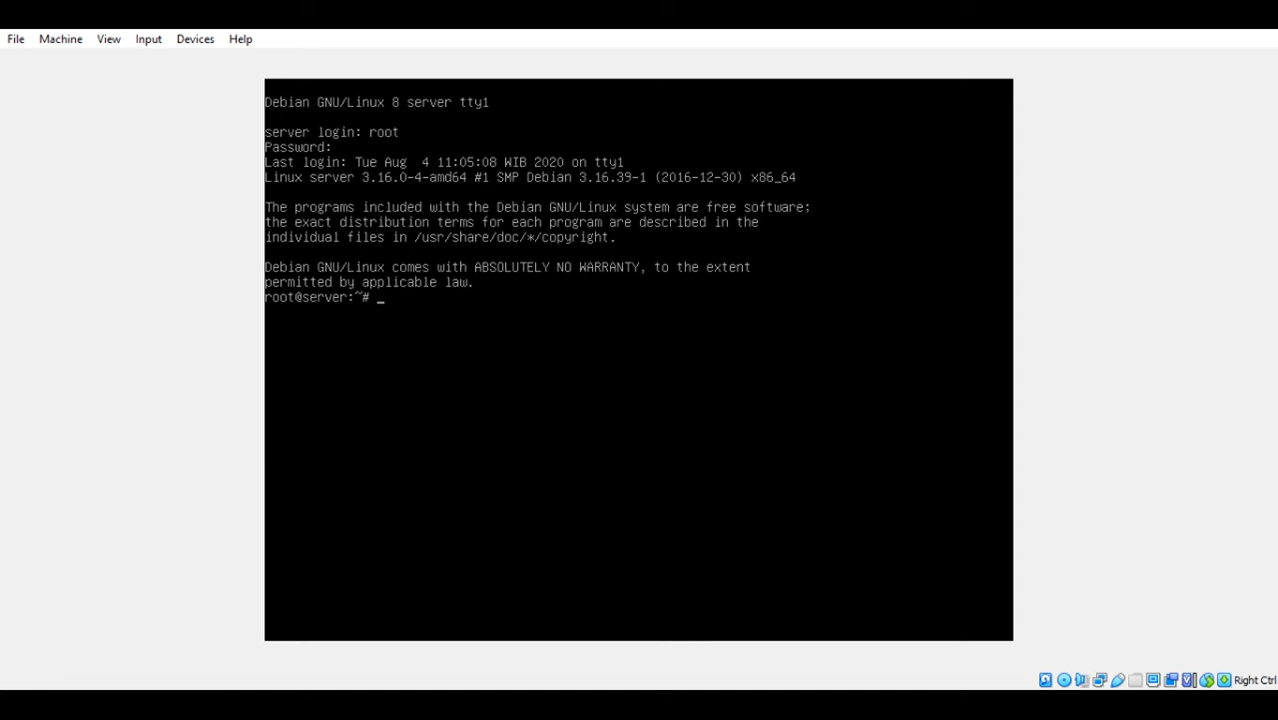 File Machine View Input Devices Help
Debian GNU/Linux 8 server tty1
server login: root
Password:
Last login: Tue Aug  4 11:05:08 WIB 2020 on tty1
Linux server 3.16.0-4-amd64 #1 SMP Debian 3.16.39-1 (2016-12-30) x86_64
The programs included with the Debian GNU/Linux system are free software;
the exact distribution terms for each program are described in the
individual files in /usr/share/doc/*/copyright.
Debian GNU/Linux comes with ABSOLUTELY NO WARRANTY, to the extent
permitted by applicable law.
root@server:~# _
Right Ctrl